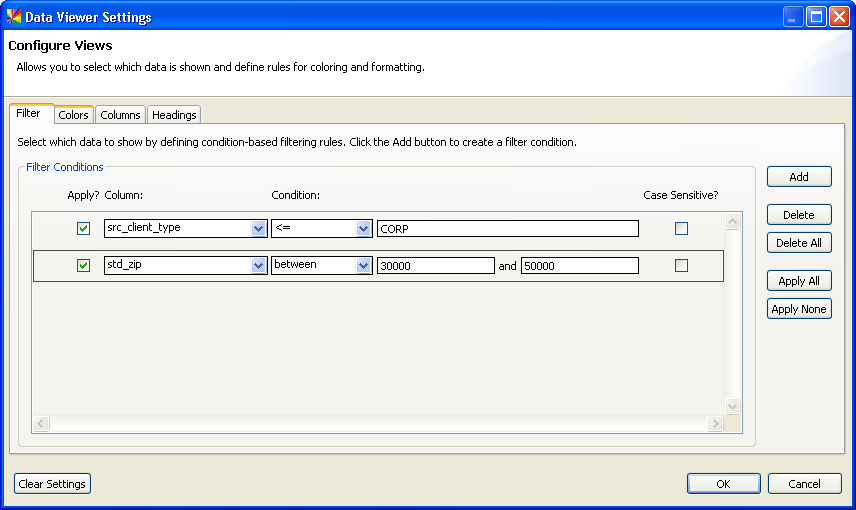 Data Viewer Settings
Configure Views
Allows you to select which data is shown and define rules for coloring and formatting.
Filter Colors Columns Headings
Select which data to show by defining condition-based filtering rules. Click the Add button to create a filter condition.
Filter Conditions
Apply? Column: Condition: Case Sensitive?
src_client_type <= CORP
std_zip between 30000 and 50000
Add
Delete
Delete All
Apply All
Apply None
Clear Settings OK Cancel